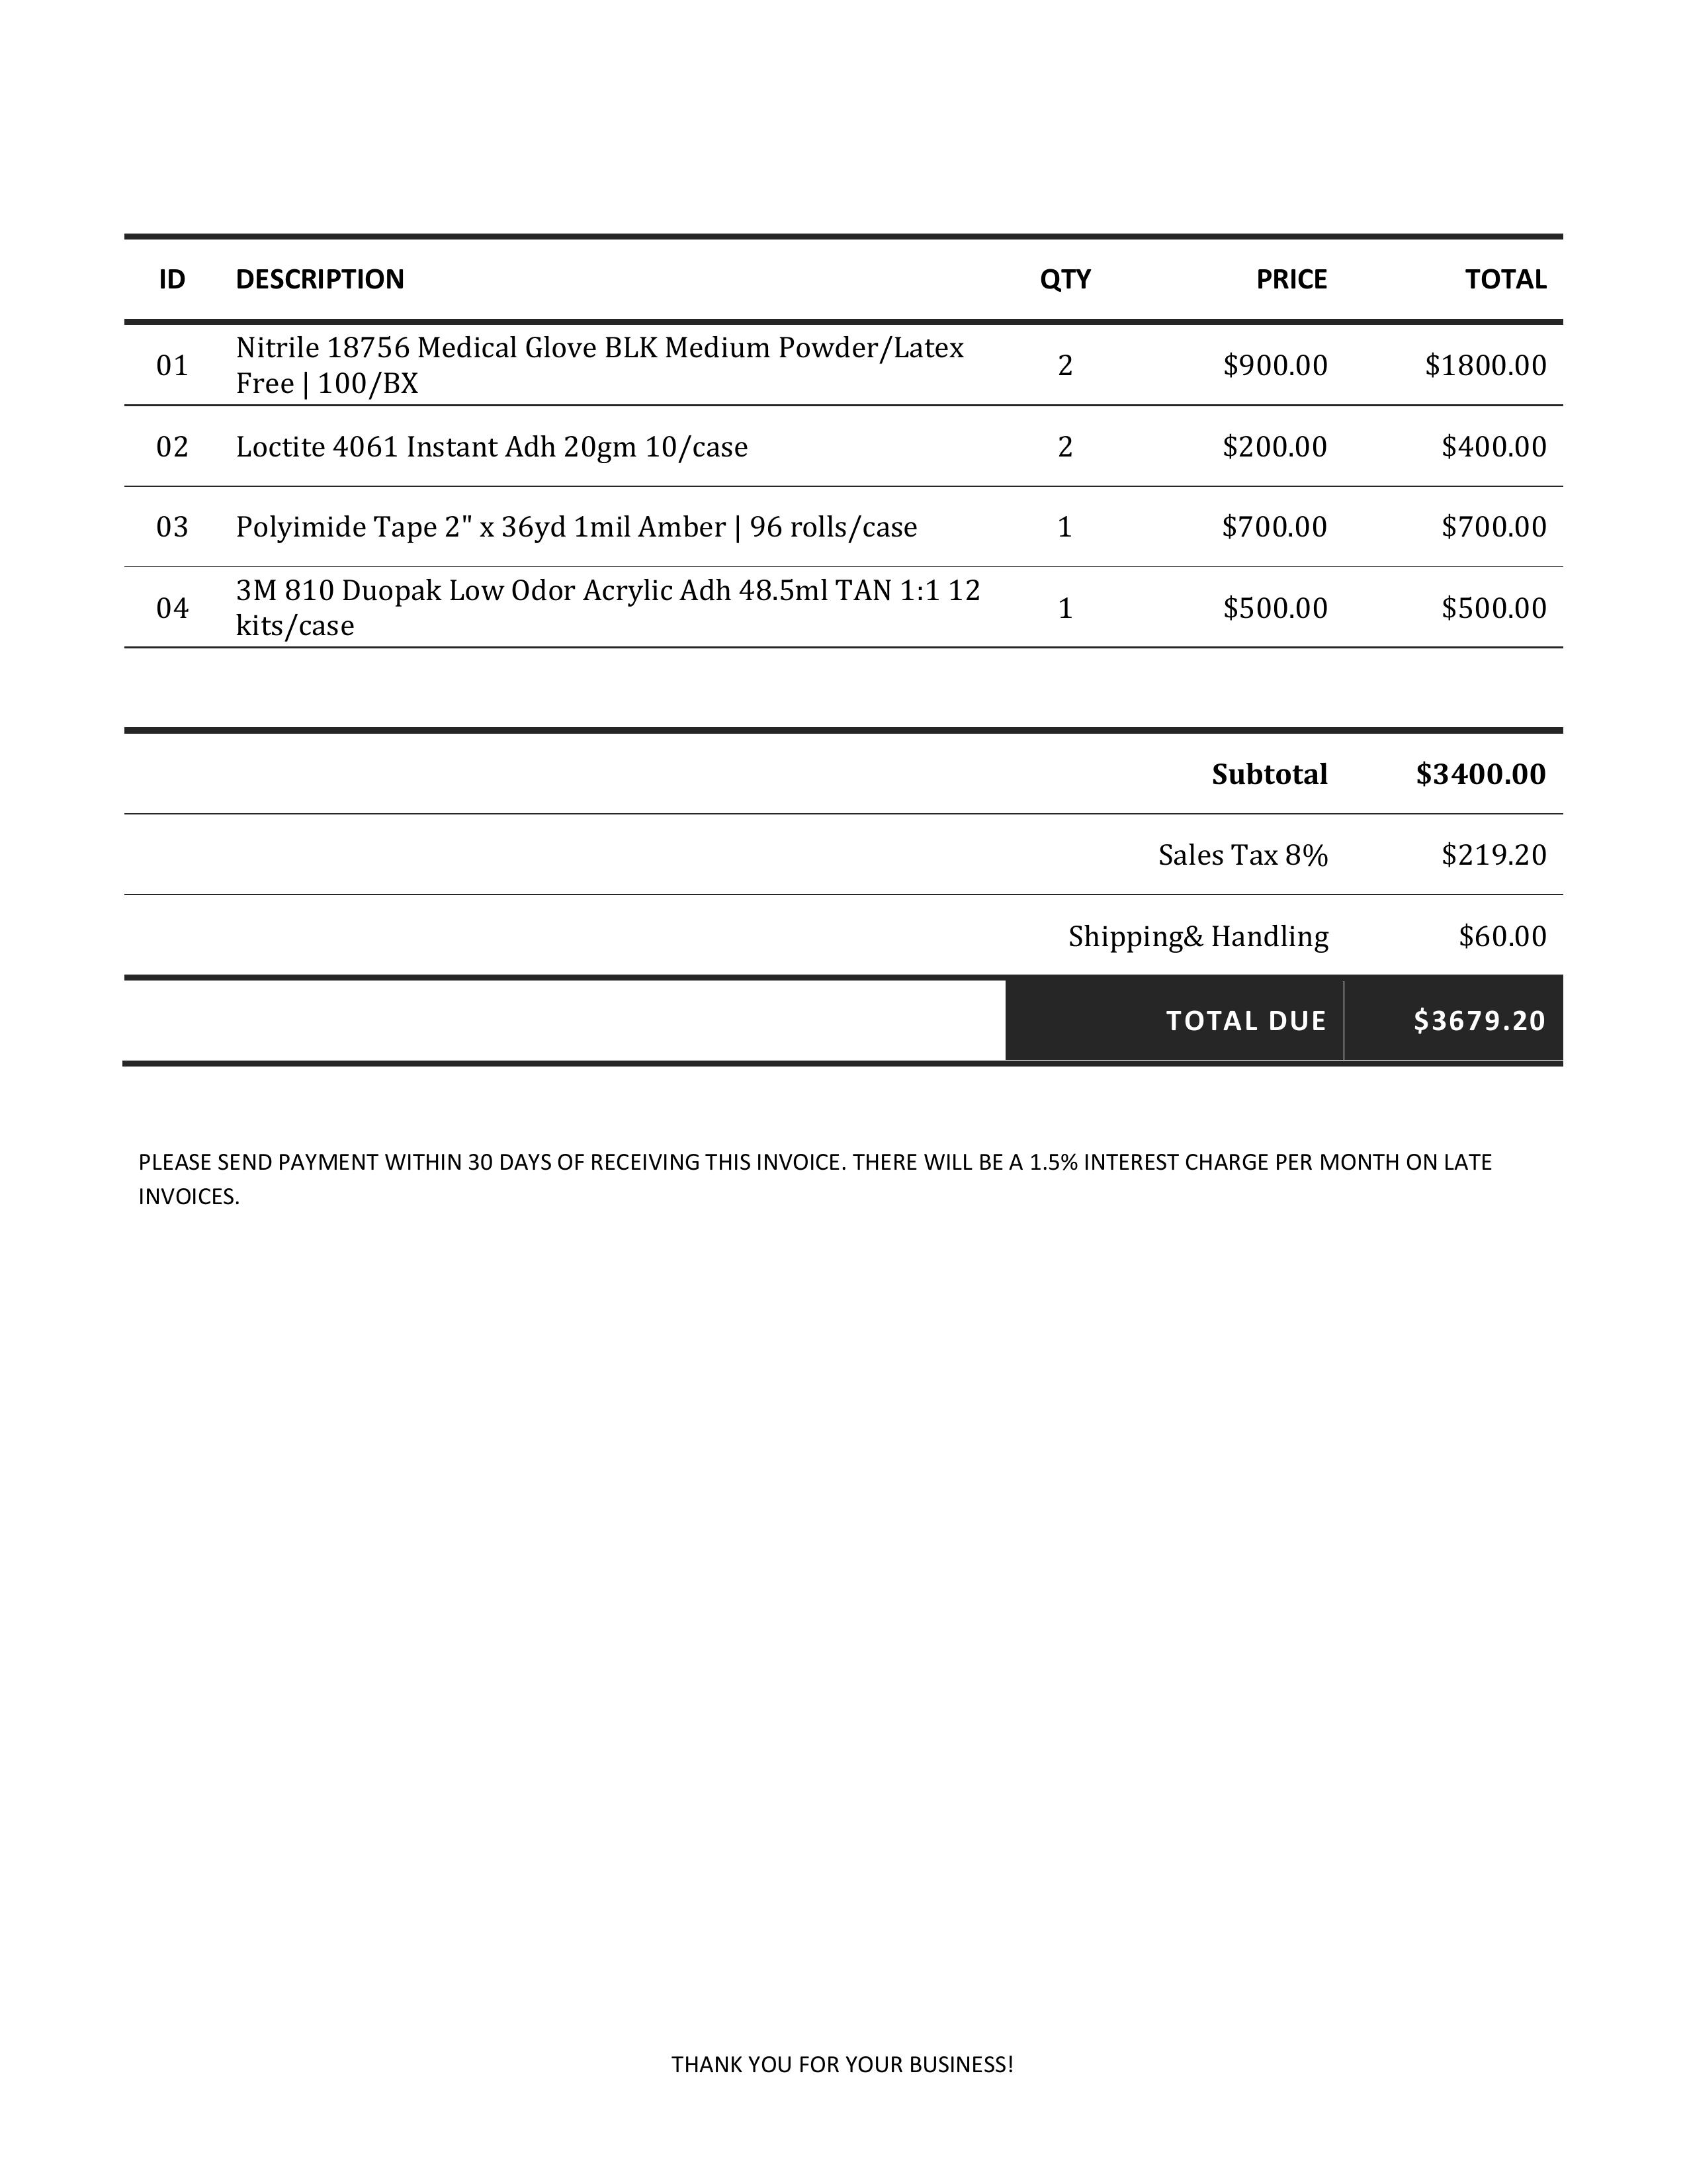 ID DESCRIPTION QTY PRICE TOTAL
01 Nitrile 18756 Medical Glove BLK Medium Powder/Latex
Free | 100/BX 2 $900.00 $1800.00
02 Loctite 4061 Instant Adh 20gm 10/case 2 $200.00 $400.00
03 Polyimide Tape 2" x 36yd 1mil Amber | 96 rolls/case 1 $700.00 $700.00
04 3M 810 Duopak Low Odor Acrylic Adh 48.5ml TAN 1:1 12
kits/case 1 $500.00 $500.00
Subtotal $3400.00
Sales Tax 8% $219.20
Shipping& Handling $60.00
TOTAL DUE $3679.20
PLEASE SEND PAYMENT WITHIN 30 DAYS OF RECEIVING THIS INVOICE. THERE WILL BE A 1.5% INTEREST CHARGE PER MONTH ON LATE
INVOICES.
THANK YOU FOR YOUR BUSINESS!